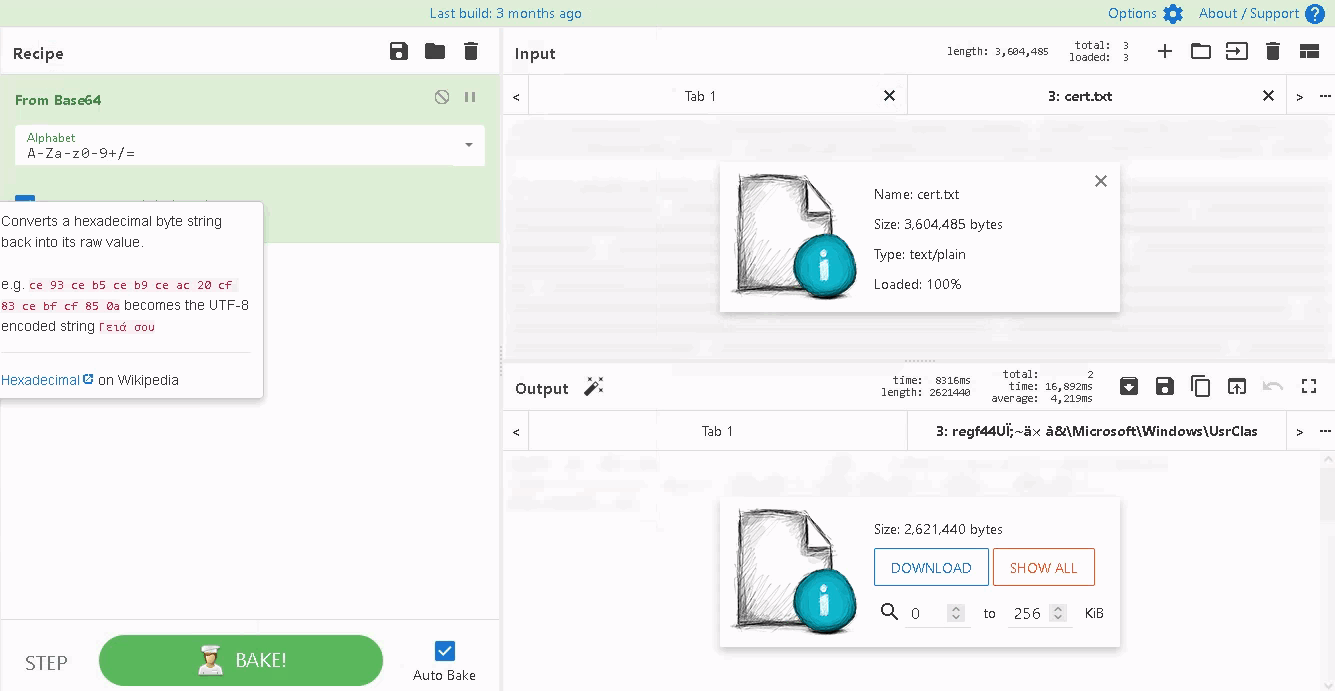 Last build: 3 months ago
Options
About / Support
Recipe
From Base64
Alphabet
A-Za-z0-9+/=
Converts a hexadecimal byte string
back into its raw value.
e.g. ce 93 ce b5 ce b9 ce ac 20 cf
83 ce bf cf 85 0a becomes the UTF-8
encoded string Γειά σου
Hexadecimal on Wikipedia
STEP
BAKE!
Auto Bake
Input
length: 3,604,485
total: 3
loaded: 3
<
Tab 1
3: cert.txt
>
...
Name: cert.txt
Size: 3,604,485 bytes
Type: text/plain
Loaded: 100%
Output
time: 8316ms
length: 2621440
total: 2
time: 16,892ms
average: 4,219ms
<
Tab 1
3: regf44UÏ;~ä× à&\Microsoft\Windows\UsrClas
>
...
Size: 2,621,440 bytes
DOWNLOAD
SHOW ALL
0 to 256 KiB